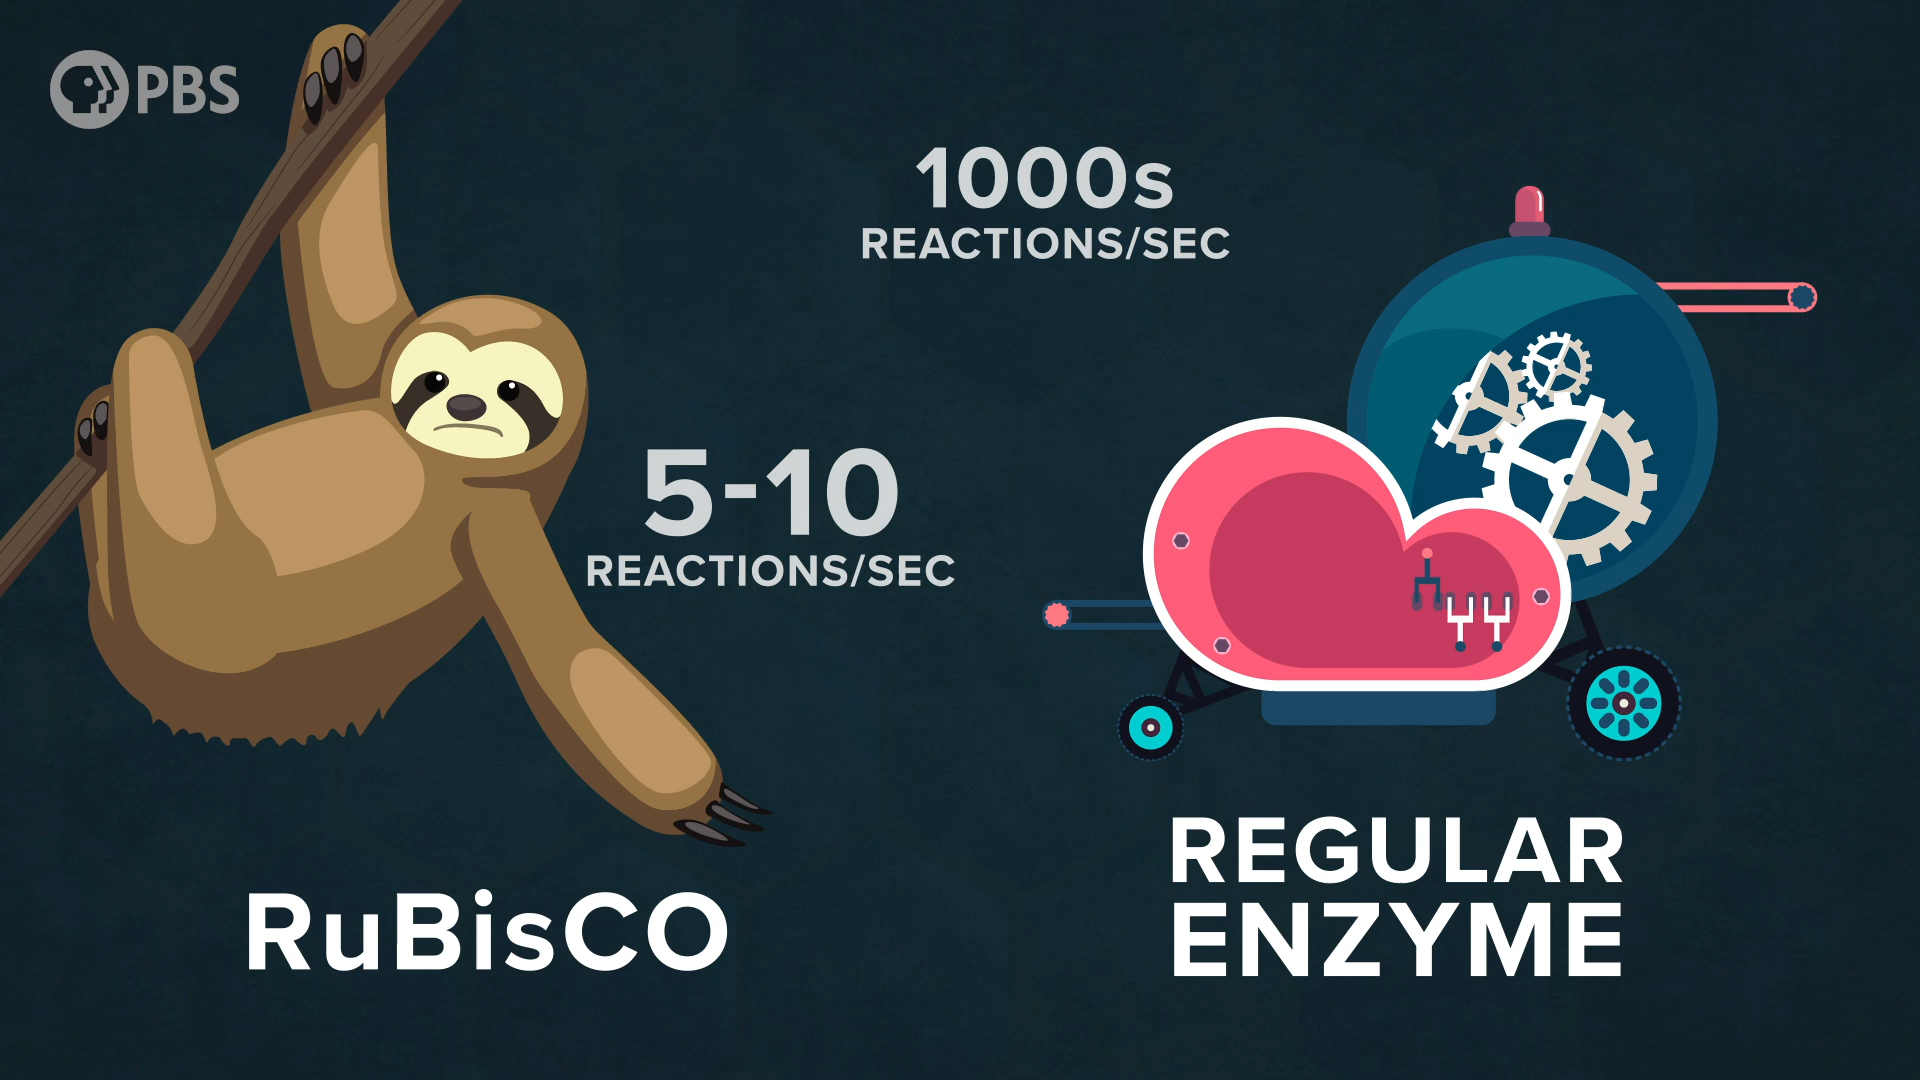 PBS
1000s
REACTIONS/SEC
5-10
REACTIONS/SEC
RuBisCO
REGULAR
ENZYME